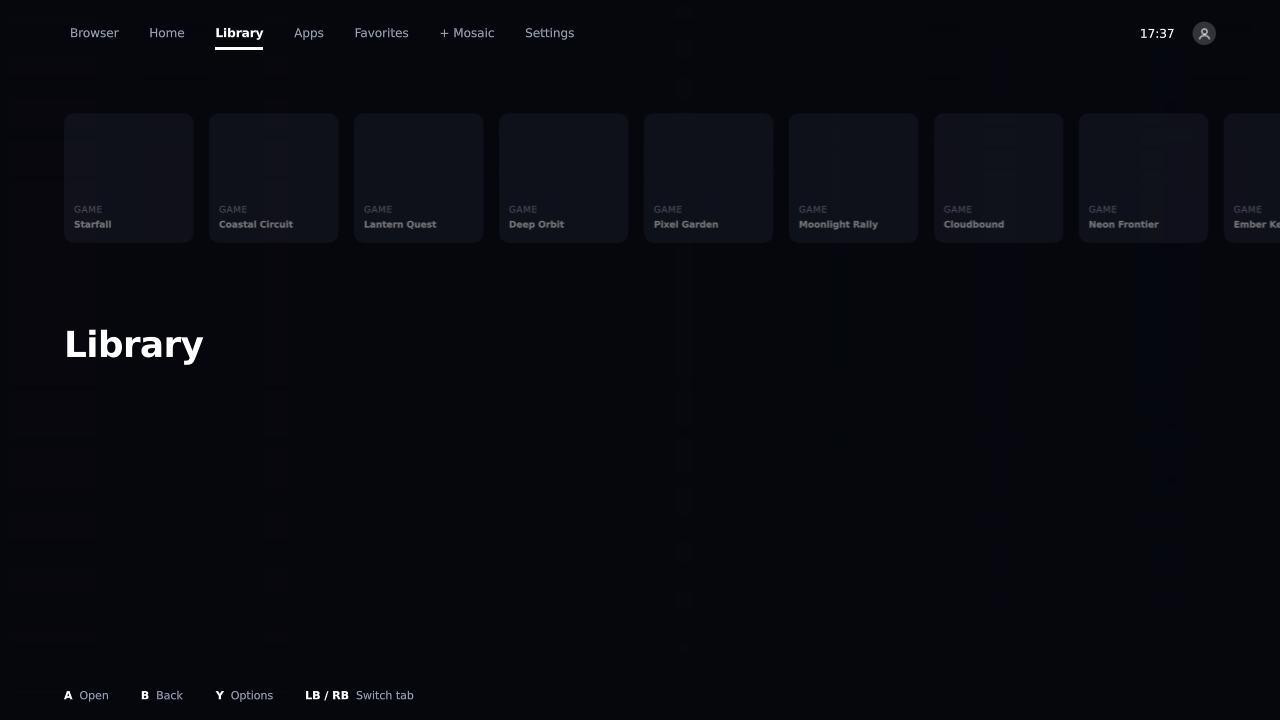 Browser Home Library Apps Favorites + Mosaic Settings 17:37
GAME GAME GAME GAME GAME GAME GAME GAME GAME
Starfall Coastal Circuit Lantern Quest Deep Orbit Pixel Garden Moonlight Rally Cloudbound Neon Frontier Ember
Library
A Open B Back Y Options LB / RB Switch tab